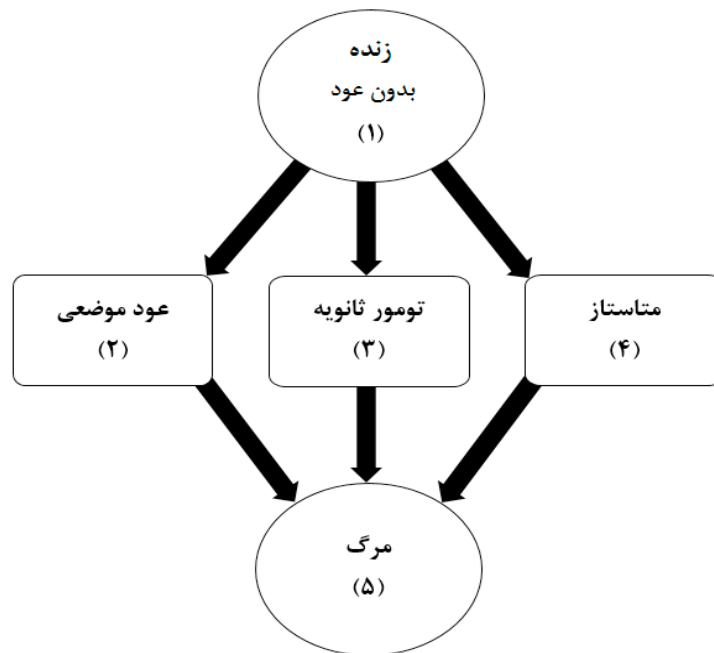 زنده
بدون عود
(۱)
متاستاز
(۴)
تومور ثانویه
(۳)
عود موضعی
(۲)
مرگ
(۵)